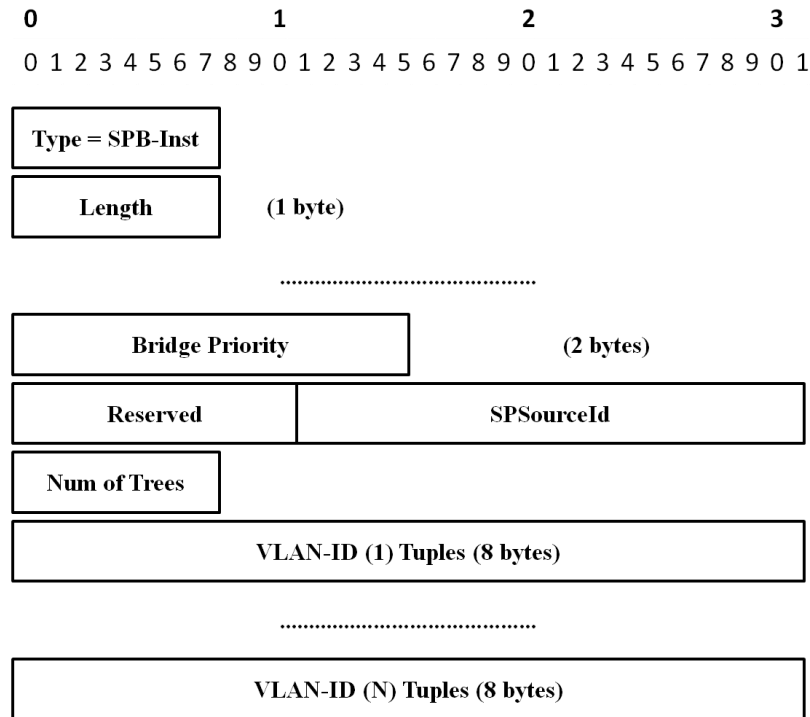 0 1 2 3
0 1 2 3 4 5 6 7 8 9 0 1 2 3 4 5 6 7 8 9 0 1 2 3 4 5 6 7 8 9 0 1
Type = SPB-Inst
Length (1 byte)
........................................
Bridge Priority (2 bytes)
Reserved SPSourceId
Num of Trees
VLAN-ID (1) Tuples (8 bytes)
........................................
VLAN-ID (N) Tuples (8 bytes)